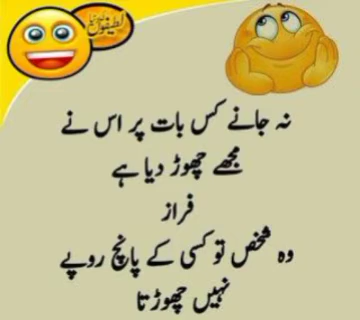 لطیفوں
نہ جانے کس بات پر اس نے
مجھے چھوڑ دیا ہے
فراز
وہ شخص تو کسی کے پانچ روپے
نہیں چھوڑتا